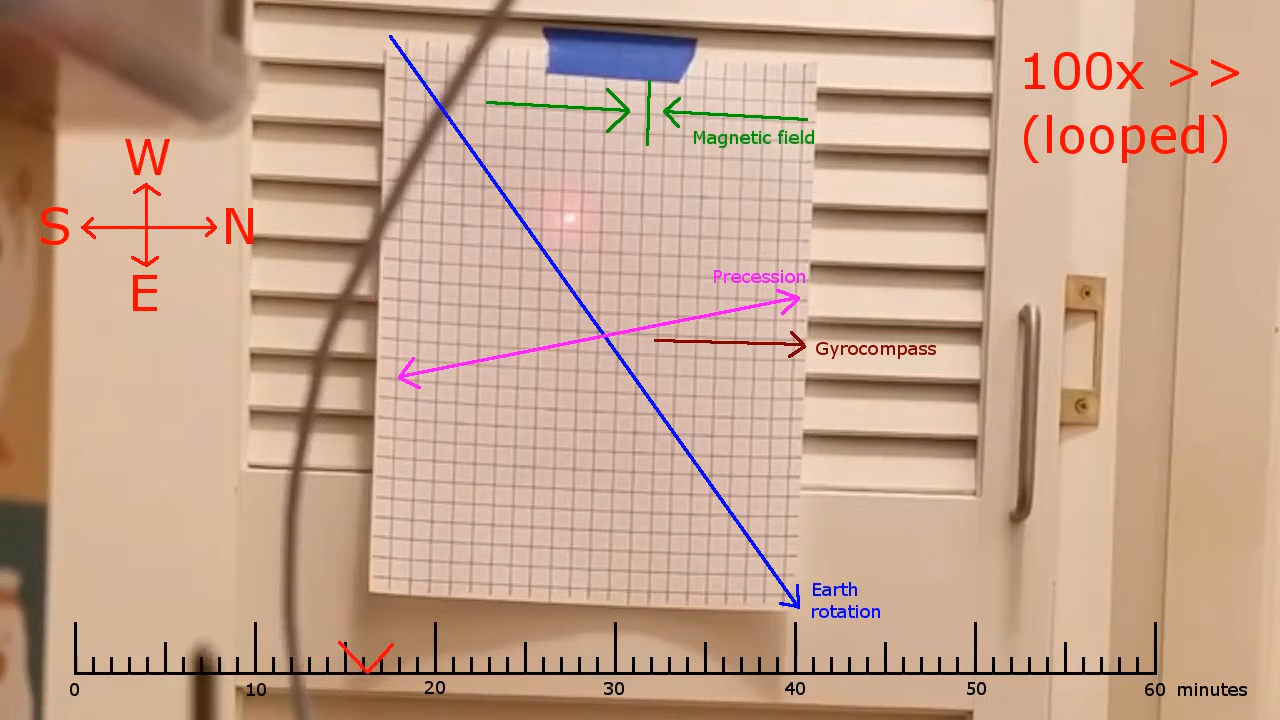 100x >>
(looped)
Magnetic field
W
S
N
E
Precession
Gyrocompass
Earth
rotation
0
10
20
30
40
50
60 minutes